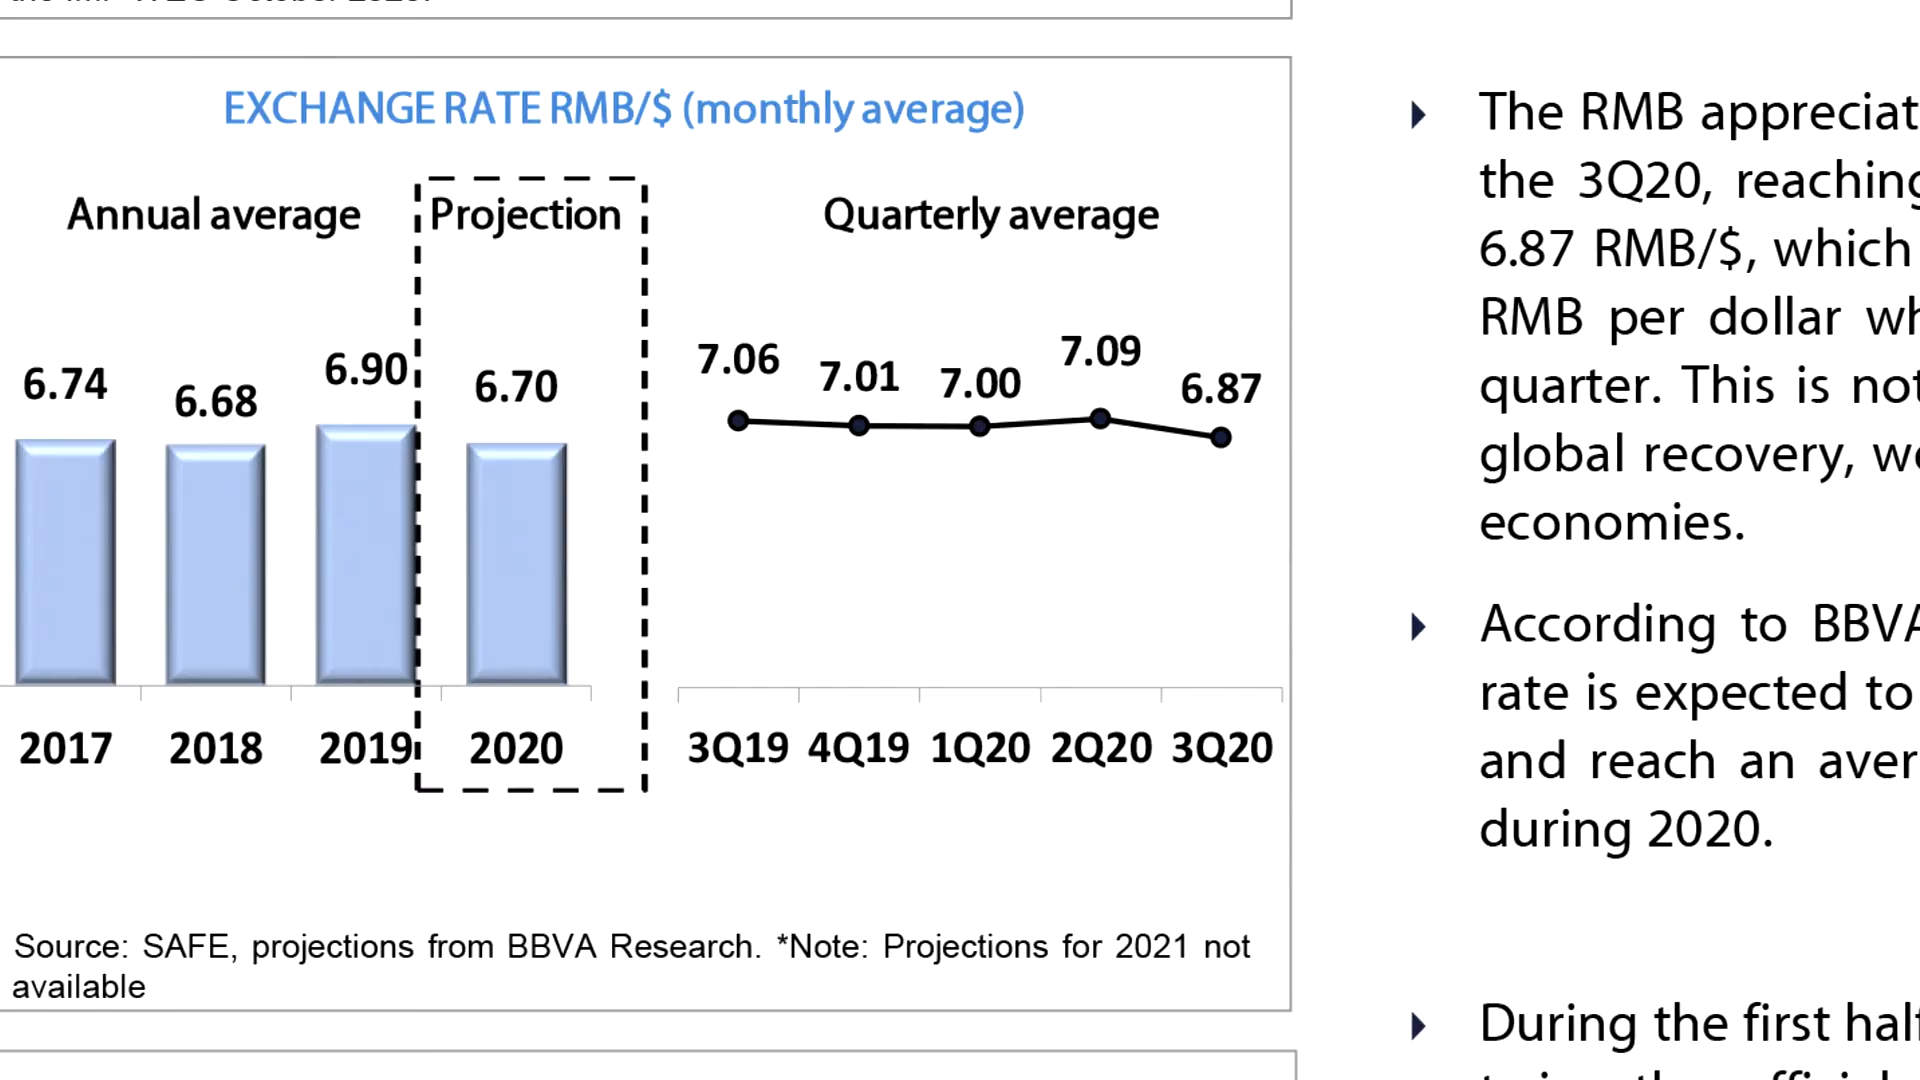 EXCHANGE RATE RMB/$ (monthly average)
Annual average
Projection
Quarterly average
6.74
6.68
6.90
6.70
7.06
7.01
7.00
7.09
6.87
2017
2018
2019
2020
3Q19
4Q19
1Q20
2Q20
3Q20
Source: SAFE, projections from BBVA Research. *Note: Projections for 2021 not
available
The RMB appreciat
the 3Q20, reaching
6.87 RMB/$, which
RMB per dollar wh
quarter. This is not
global recovery, we
economies.
According to BBVA
rate is expected to
and reach an aver
during 2020.
During the first half